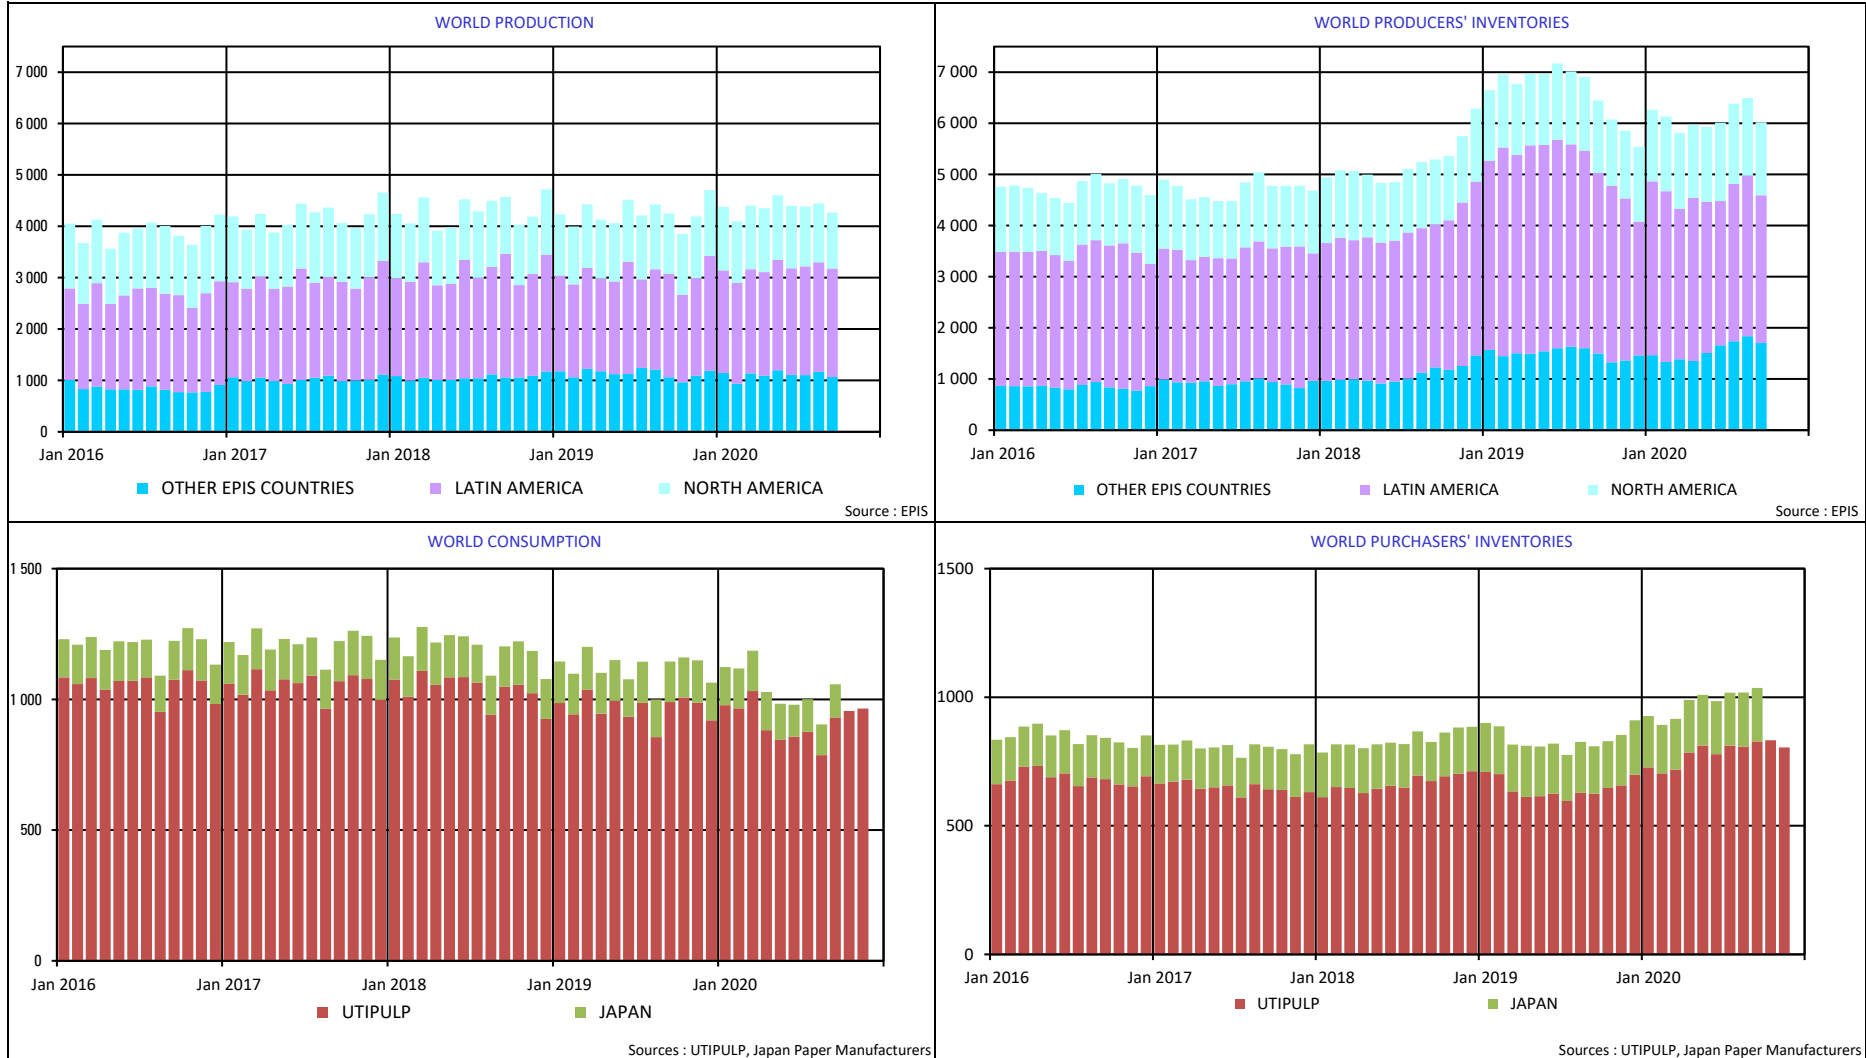 WORLD PRODUCTION
7 000
6 000
5 000
4 000
3 000
2 000
1 000
0
Jan 2016 Jan 2017 Jan 2018 Jan 2019 Jan 2020
OTHER EPIS COUNTRIES LATIN AMERICA NORTH AMERICA
Source : EPIS
WORLD PRODUCERS' INVENTORIES
7 000
6 000
5 000
4 000
3 000
2 000
1 000
0
Jan 2016 Jan 2017 Jan 2018 Jan 2019 Jan 2020
OTHER EPIS COUNTRIES LATIN AMERICA NORTH AMERICA
Source : EPIS
WORLD CONSUMPTION
1 500
1 000
500
0
Jan 2016 Jan 2017 Jan 2018 Jan 2019 Jan 2020
UTIPULP JAPAN
Sources : UTIPULP, Japan Paper Manufacturers
WORLD PURCHASERS' INVENTORIES
1500
1000
500
0
Jan 2016 Jan 2017 Jan 2018 Jan 2019 Jan 2020
UTIPULP JAPAN
Sources : UTIPULP, Japan Paper Manufacturers